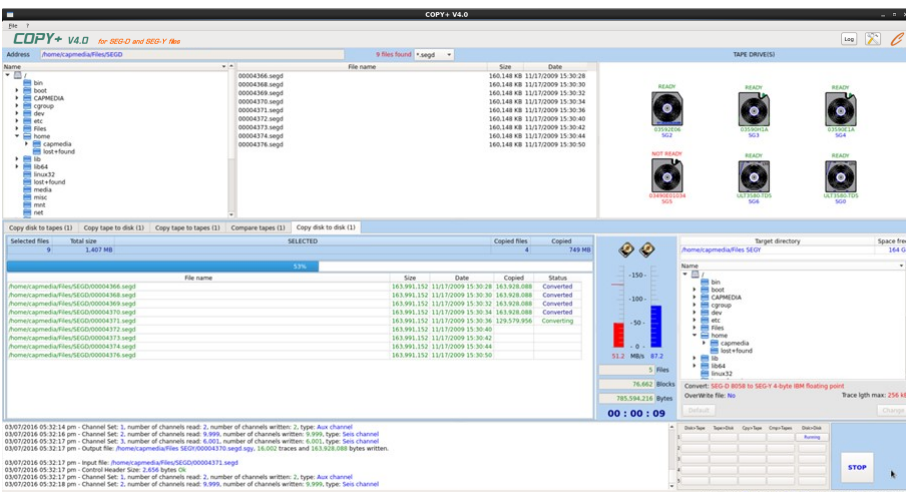 COPY+ V4.0
File ?
COPY+ V4.0 for SEG-D and SEG-Y files
Log
Address /home/capmedia/Files/SEGD 9 files found *.segd TAPE DRIVE(S)
Name File name Size Date
/
bin
boot
CAPMEDIA
cgroup
dev
etc
Files
home
capmedia
lost+found
lib
lib64
linux32
lost+found
media
misc
mnt
net
00004366.segd 160,148 KB 11/17/2009 15:30:28
00004368.segd 160,148 KB 11/17/2009 15:30:30
00004369.segd 160,148 KB 11/17/2009 15:30:32
00004370.segd 160,148 KB 11/17/2009 15:30:34
00004371.segd 160,148 KB 11/17/2009 15:30:36
00004372.segd 160,148 KB 11/17/2009 15:30:40
00004373.segd 160,148 KB 11/17/2009 15:30:42
00004374.segd 160,148 KB 11/17/2009 15:30:44
00004376.segd 160,148 KB 11/17/2009 15:30:50
READY READY READY
03592E06 03590H1A 03590E1A
SG2 SG3 SG4
NOT READY READY READY
ULT3580-TD5 ULT3580-TD5
SG5 SG6 SG8
Copy disk to tapes (1) Copy tape to disk (1) Copy tape to tapes (1) Compare tapes (1) Copy disk to disk (1)
Selected files Total size SELECTED Copied files Copied
9 1,407 MB 4 749 MB
53%
File name Size Date Copied Status
/home/capmedia/Files/SEGD/00004366.segd 163,991,152 11/17/2009 15:30:28 163,928,088 Converted
/home/capmedia/Files/SEGD/00004368.segd 163,991,152 11/17/2009 15:30:30 163,928,088 Converted
/home/capmedia/Files/SEGD/00004369.segd 163,991,152 11/17/2009 15:30:32 163,928,088 Converted
/home/capmedia/Files/SEGD/00004370.segd 163,991,152 11/17/2009 15:30:34 163,928,088 Converted
/home/capmedia/Files/SEGD/00004371.segd 163,991,152 11/17/2009 15:30:36 129,579,956 Converting
/home/capmedia/Files/SEGD/00004372.segd 163,991,152 11/17/2009 15:30:40
/home/capmedia/Files/SEGD/00004373.segd 163,991,152 11/17/2009 15:30:42
/home/capmedia/Files/SEGD/00004374.segd 163,991,152 11/17/2009 15:30:44
/home/capmedia/Files/SEGD/00004376.segd 163,991,152 11/17/2009 15:30:50
-150-
-100-
- 50 -
- 0 -
51.2 MB/s 87.2
5 Files
76,662 Blocks
785,594,216 Bytes
00 : 00 : 09
Target directory Space fre
/home/capmedia/Files SEGY 164 G
Name
/
bin
boot
CAPMEDIA
cgroup
dev
etc
Files
home
capmedia
lost+found
lib
lib64
linux32
Convert: SEG-D 8058 to SEG-Y 4-byte IBM floating point
OverWrite file: No Trace lgth max: 256 kB
Default Change
03/07/2016 05:32:14 pm - Channel Set: 1, number of channels read: 2, number of channels written: 2, type: Aux channel
03/07/2016 05:32:16 pm - Channel Set: 2, number of channels read: 9,999, number of channels written: 9,999, type: Seis channel
03/07/2016 05:32:17 pm - Channel Set: 3, number of channels read: 6,001, number of channels written: 6,001, type: Seis channel
03/07/2016 05:32:17 pm - Output file: /home/capmedia/Files SEGY/00004370.segd.sgy, 16,002 traces and 163,928,088 bytes written.
03/07/2016 05:32:17 pm - Input file: /home/capmedia/Files/SEGD/00004371.segd
03/07/2016 05:32:17 pm - Control Header Size: 2,656 bytes Ok
03/07/2016 05:32:17 pm - Channel Set: 1, number of channels read: 2, number of channels written: 2, type: Aux channel
03/07/2016 05:32:18 pm - Channel Set: 2, number of channels read: 9,999, number of channels written: 9,999, type: Seis channel
Disk>Tape Tape>Disk Cpy>Tape Cmp>Tapes Disk>Disk
1 Running
2
3
4
5
STOP